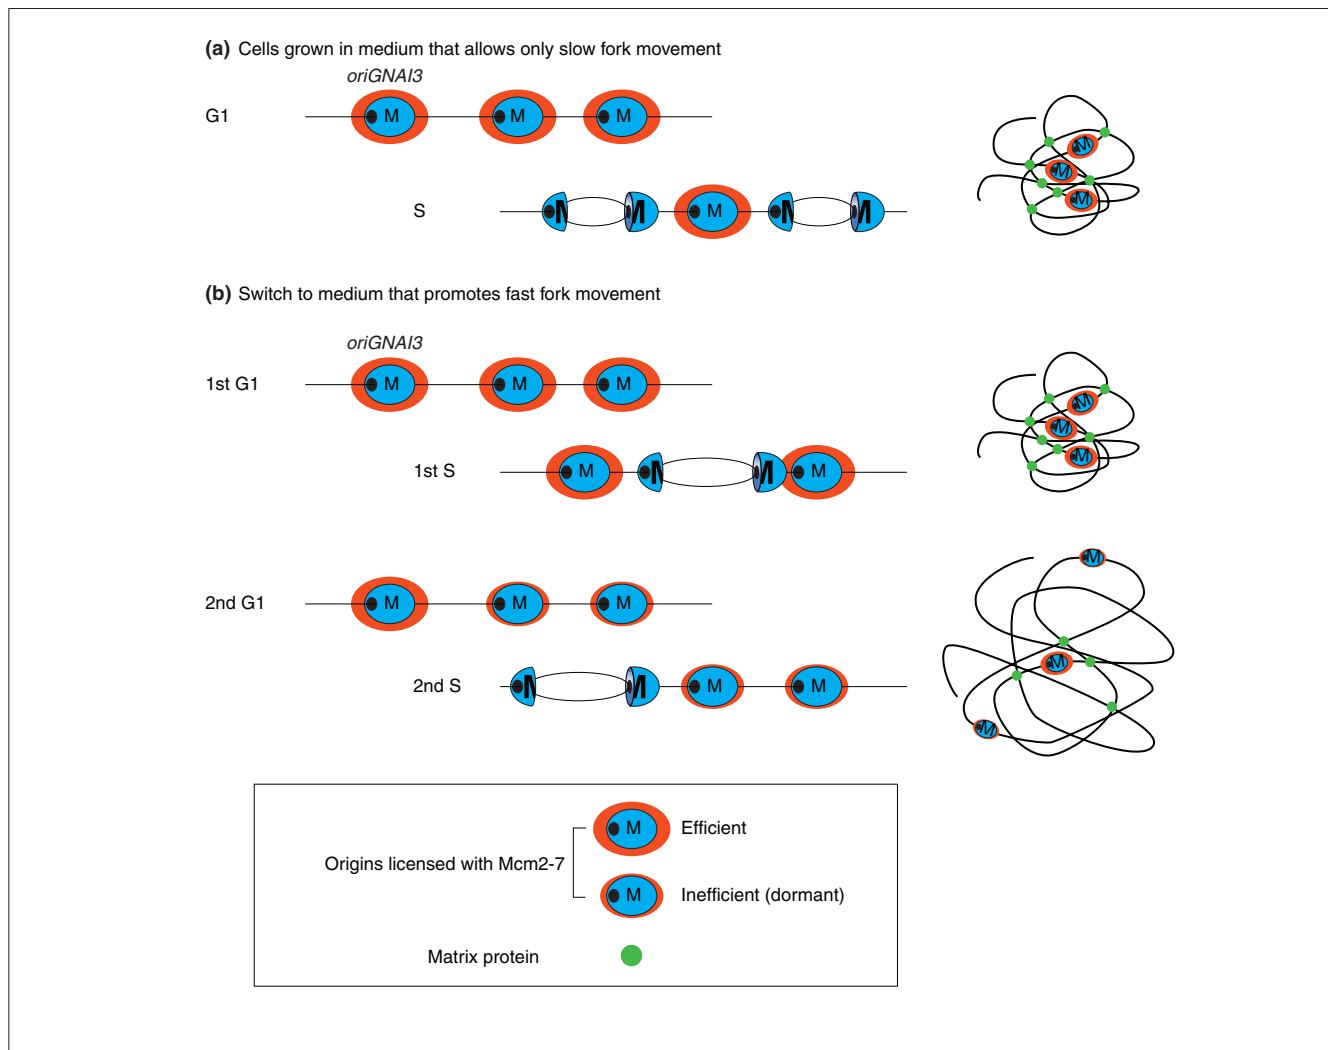 (a) Cells grown in medium that allows only slow fork movement
oriGNAI3
G1 M M M
M M M
M
S M M M M M
(b) Switch to medium that promotes fast fork movement
oriGNAI3
1st G1 M M M
M M M
1st S M M M M
M
2nd G1 M M M
M
2nd S M M M M
M
M Efficient
Origins licensed with Mcm2-7
M Inefficient (dormant)
Matrix protein